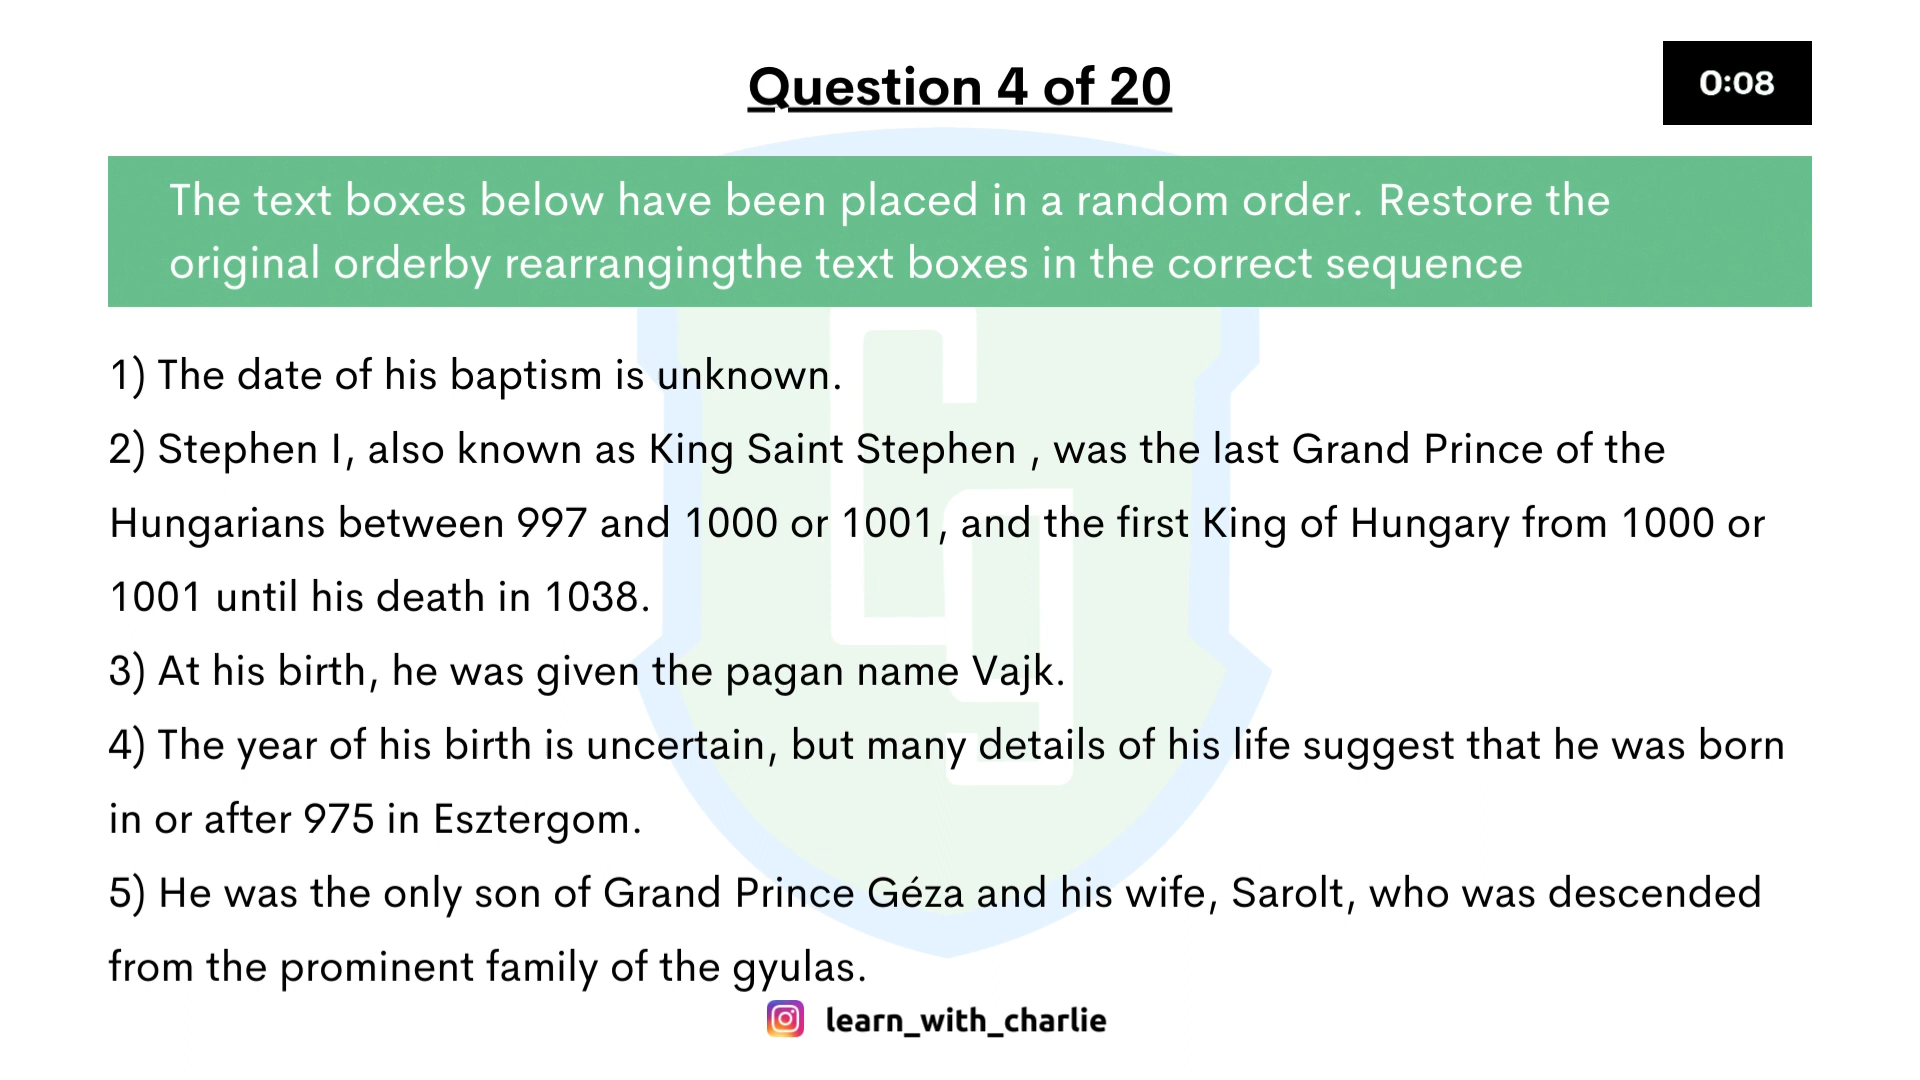 Question 4 of 20
0:08
The text boxes below have been placed in a random order. Restore the
original orderby rearrangingthe text boxes in the correct sequence
1) The date of his baptism is unknown.
2) Stephen I, also known as King Saint Stephen , was the last Grand Prince of the
Hungarians between 997 and 1000 or 1001, and the first King of Hungary from 1000 or
1001 until his death in 1038.
3) At his birth, he was given the pagan name Vajk.
4) The year of his birth is uncertain, but many details of his life suggest that he was born
in or after 975 in Esztergom.
5) He was the only son of Grand Prince Géza and his wife, Sarolt, who was descended
from the prominent family of the gyulas.
learn_with_charlie